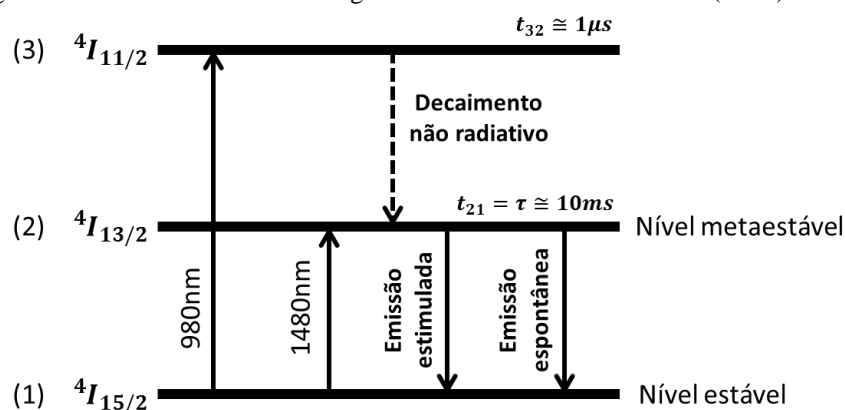 t₃₂ ≅ 1μs
(3) ⁴I₁₁/₂
Decaimento
não radiativo
t₂₁ = τ ≅ 10ms
(2) ⁴I₁₃/₂ Nível metaestável
980nm
1480nm
Emissão
estimulada
Emissão
espontânea
(1) ⁴I₁₅/₂ Nível estável